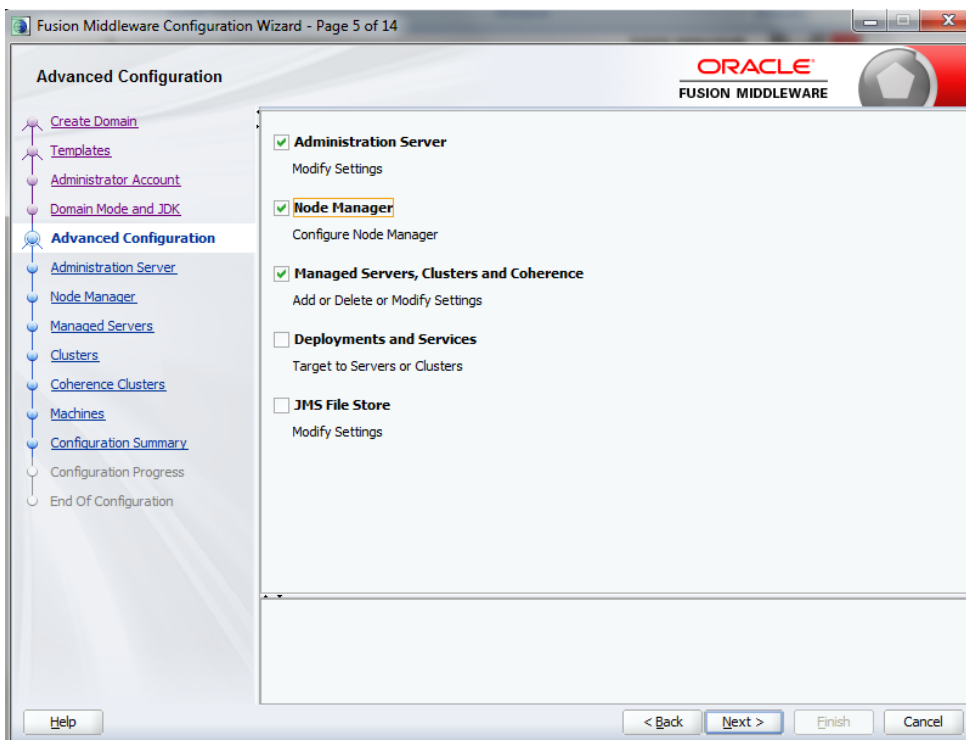 Fusion Middleware Configuration Wizard - Page 5 of 14
Advanced Configuration
ORACLE
FUSION MIDDLEWARE
Create Domain
Templates
Administrator Account
Domain Mode and JDK
Advanced Configuration
Administration Server
Node Manager
Managed Servers
Clusters
Coherence Clusters
Machines
Configuration Summary
Configuration Progress
End Of Configuration
Administration Server
Modify Settings
Node Manager
Configure Node Manager
Managed Servers, Clusters and Coherence
Add or Delete or Modify Settings
Deployments and Services
Target to Servers or Clusters
JMS File Store
Modify Settings
Help
< Back
Next >
Finish
Cancel